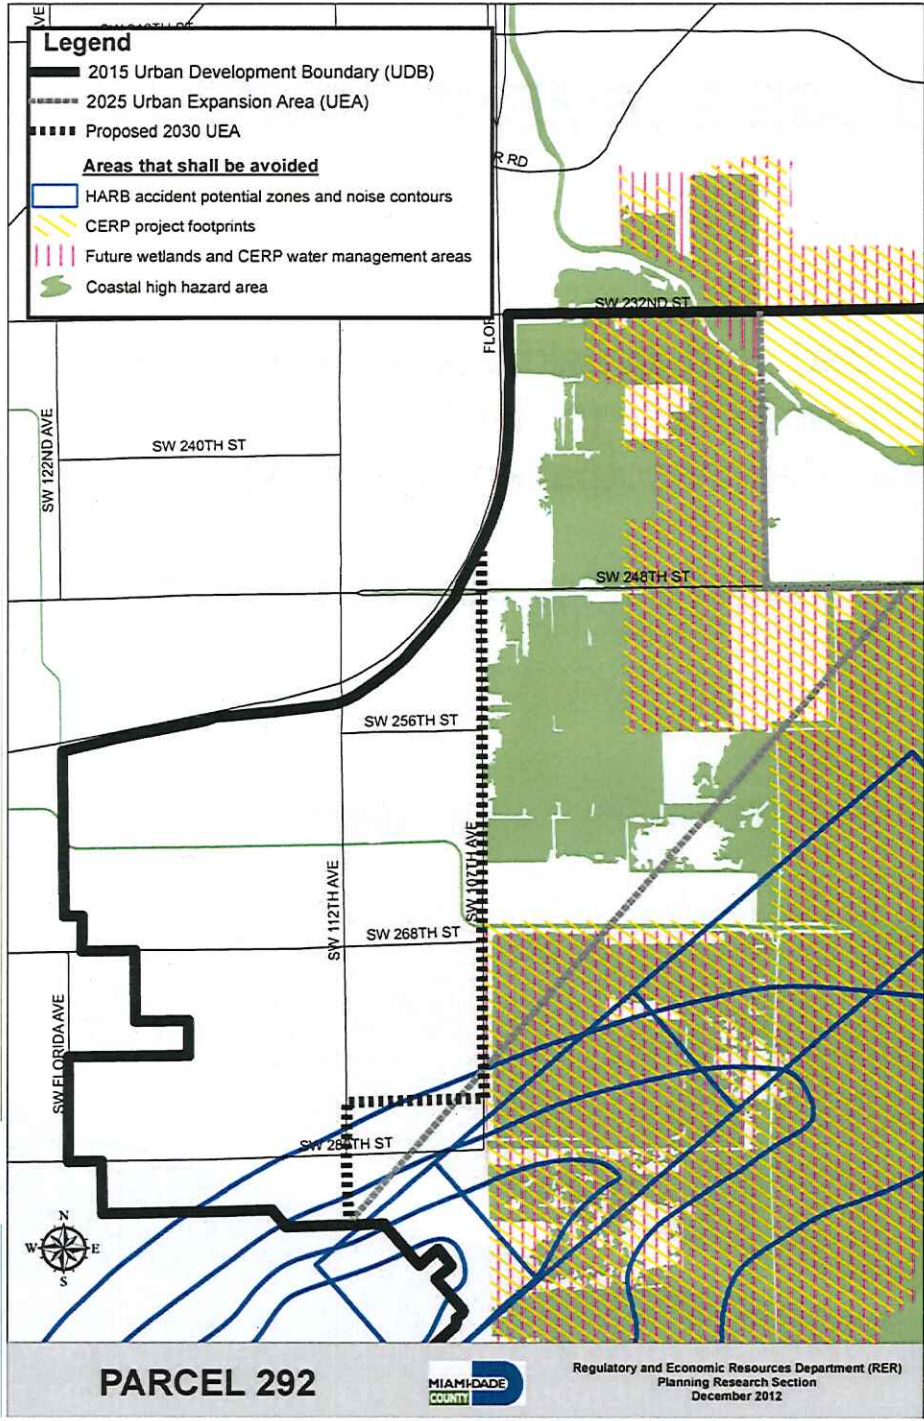 AVE
Legend
2015 Urban Development Boundary (UDB)
2025 Urban Expansion Area (UEA)
Proposed 2030 UEA
Areas that shall be avoided
HARB accident potential zones and noise contours
CERP project footprints
Future wetlands and CERP water management areas
Coastal high hazard area
R RD
SW 232ND ST
FLOR
SW 122ND AVE
SW 240TH ST
SW 248TH ST
SW 256TH ST
SW 107TH AVE
SW 112TH AVE
SW 268TH ST
SW FLORIDA AVE
N
W
E
S
PARCEL 292
MIAMI-DADE
COUNTY
Regulatory and Economic Resources Department (RER)
Planning Research Section
December 2012